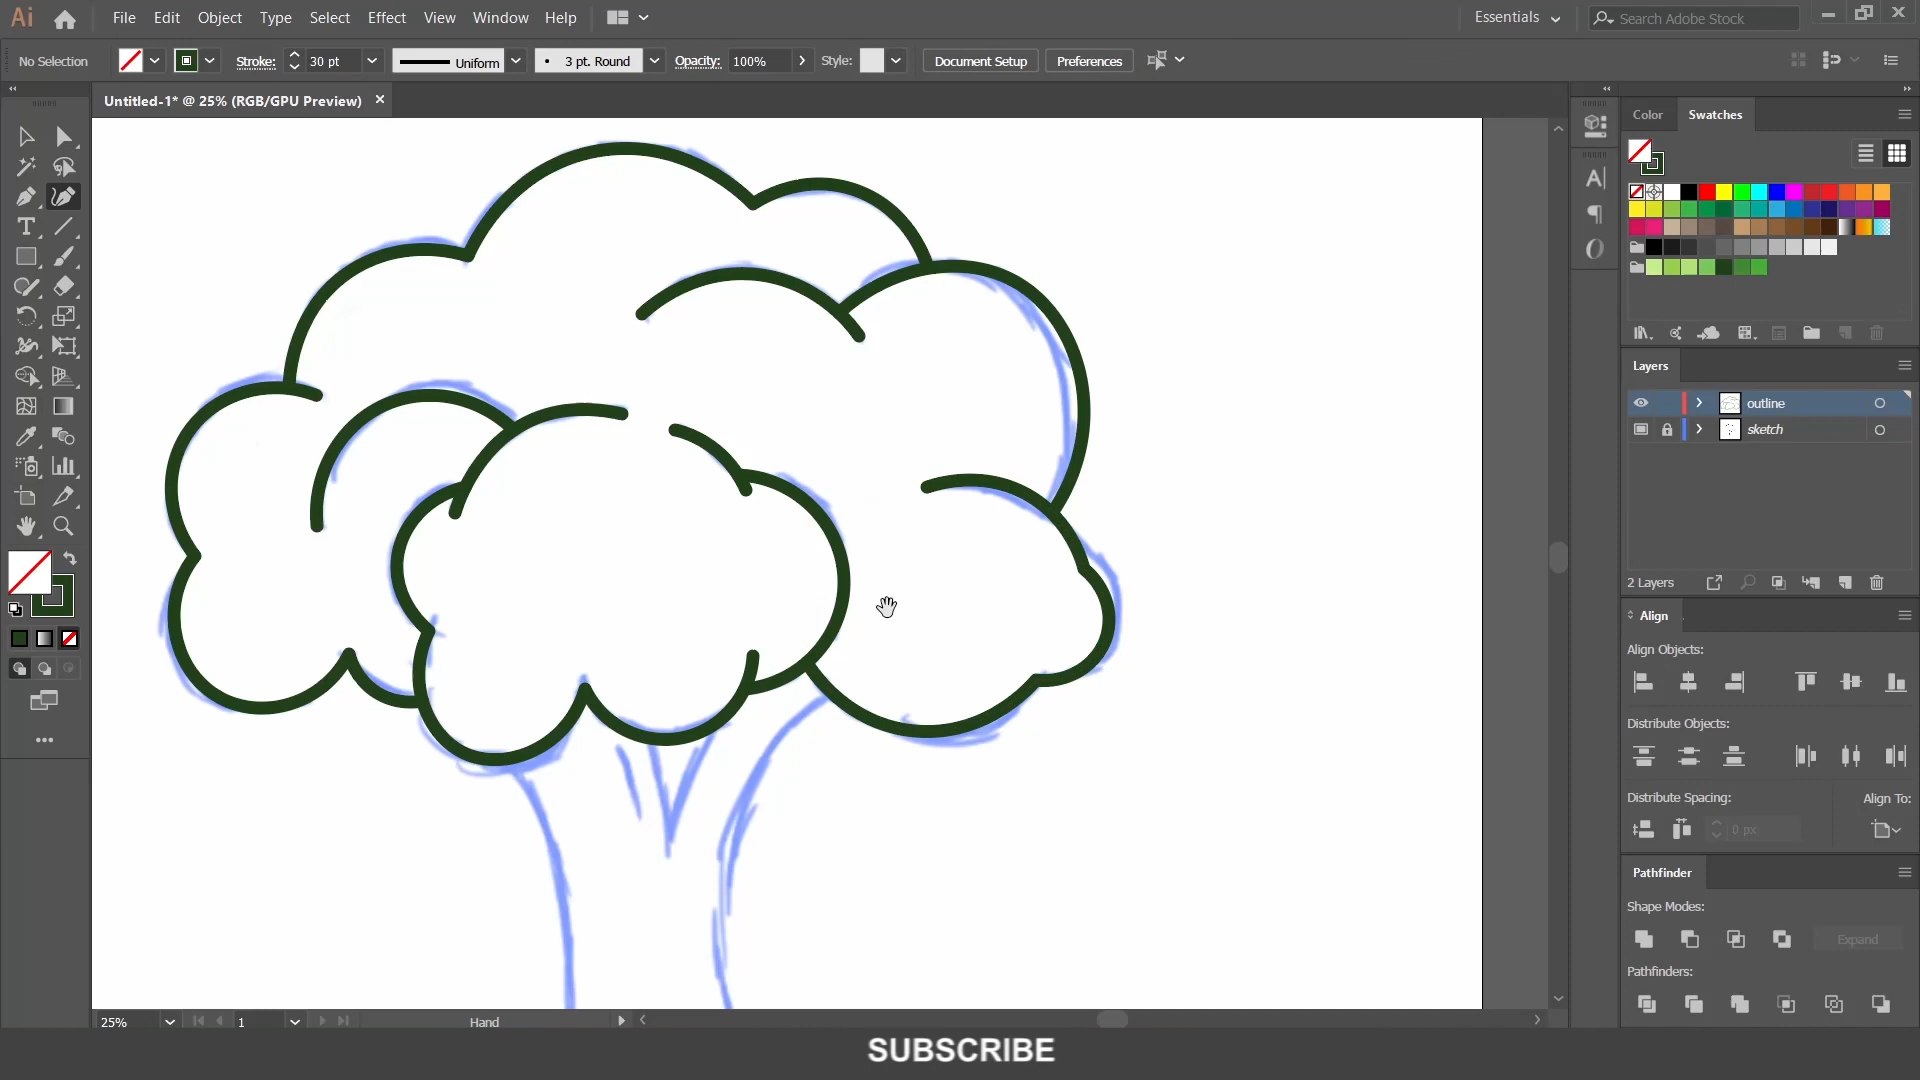 Ai File Edit Object Type Select Effect View Window Help Essentials Search Adobe Stock
No Selection Stroke: 30 pt Uniform 3 pt. Round Opacity: 100% Style: Document Setup Preferences
Untitled-1* @ 25% (RGB/GPU Preview)
Color Swatches
Layers
outline
sketch
2 Layers
Align
Align Objects:
Distribute Objects:
Distribute Spacing: Align To:
0 px
Pathfinder
Shape Modes:
Expand
Pathfinders:
25% 1 Hand
SUBSCRIBE